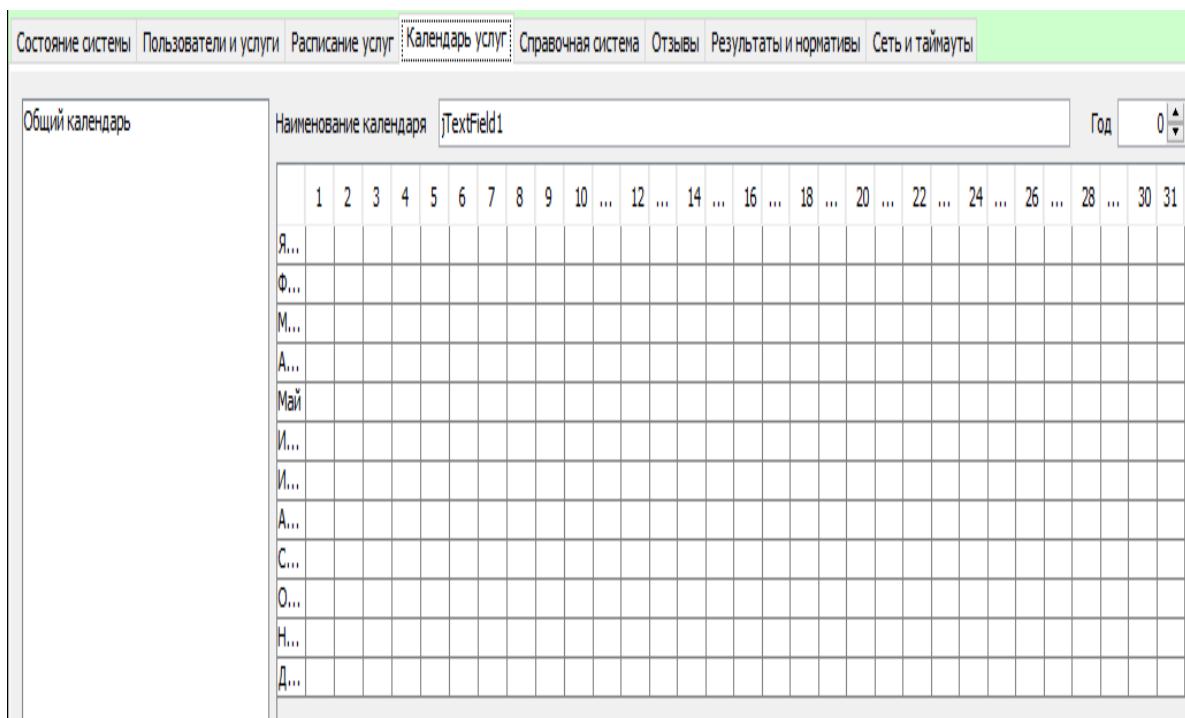 Состояние системы Пользователи и услуги Расписание услуг Календарь услуг Справочная система Отзывы Результаты и нормативы Сеть и таймауты
Общий календарь Наименование календаря jTextField1 Год 0
1 2 3 4 5 6 7 8 9 10 ... 12 ... 14 ... 16 ... 18 ... 20 ... 22 ... 24 ... 26 ... 28 ... 30 31
Я...
Ф...
М...
А...
Май
И...
И...
А...
С...
О...
Н...
Д...